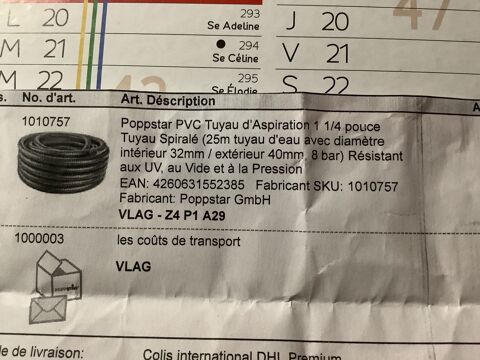 L 20
293
Se Adeline
J 20
47
M 21
294
Se Céline
V 21
M 22
295
Se Élodie
S 22
s. No. d'art. Art. Déscription A
1010757 Poppstar PVC Tuyau d'Aspiration 1 1/4 pouce
Tuyau Spiralé (25m tuyau d'eau avec diamètre
intérieur 32mm / extérieur 40mm, 8 bar) Résistant
aux UV, au Vide et à la Pression
EAN: 4260631552385 Fabricant SKU: 1010757
Fabricant: Poppstar GmbH
VLAG - Z4 P1 A29
1000003 les coûts de transport
VLAG
e de livraison: Colis international DHL Premium